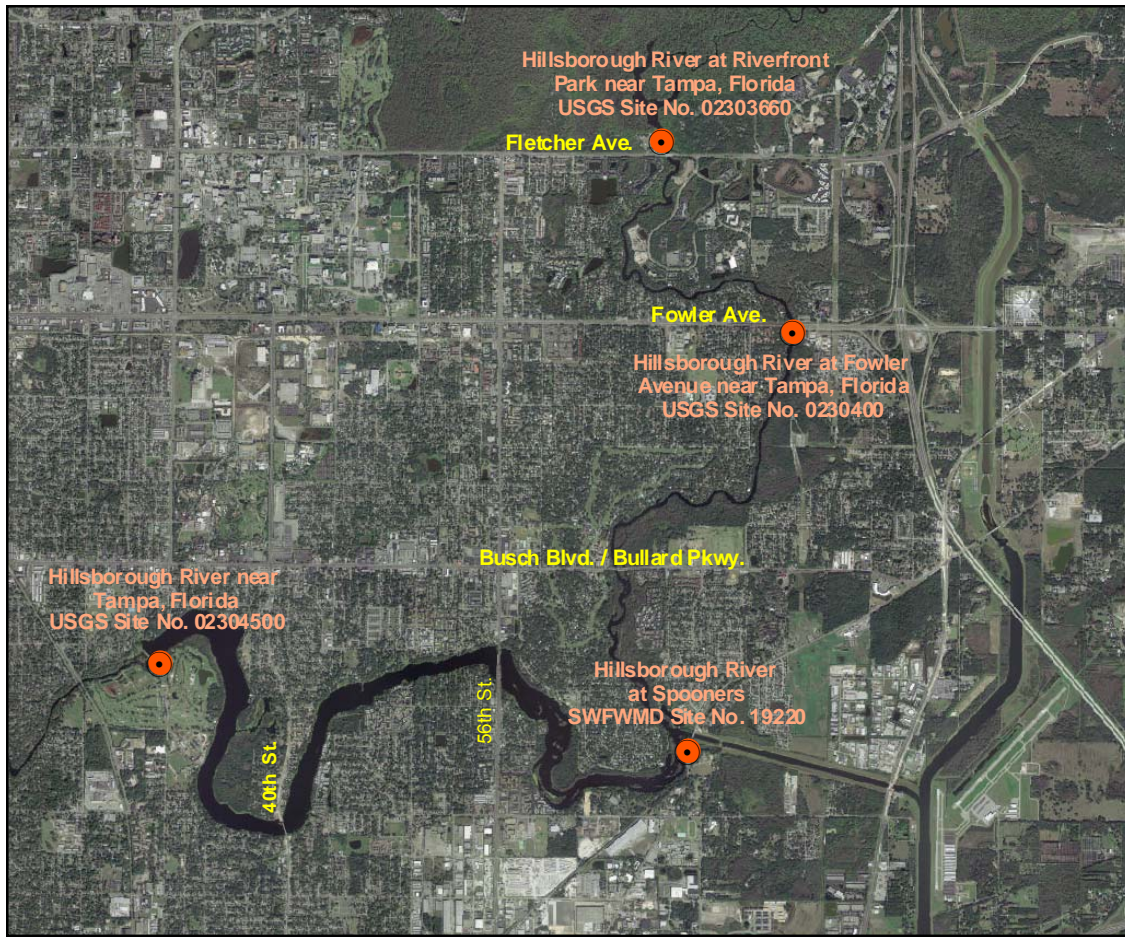 Hillsborough River at Riverfront
Park near Tampa, Florida
USGS Site No. 02303660
Fletcher Ave.
Fowler Ave.
Hillsborough River at Fowler
Avenue near Tampa, Florida
USGS Site No. 0230400
Busch Blvd. / Bullard Pkwy.
Hillsborough River near
Tampa, Florida
USGS Site No. 02304500
Hillsborough River
at Spooners
SWFWMD Site No. 19220
56th St.
40th St.